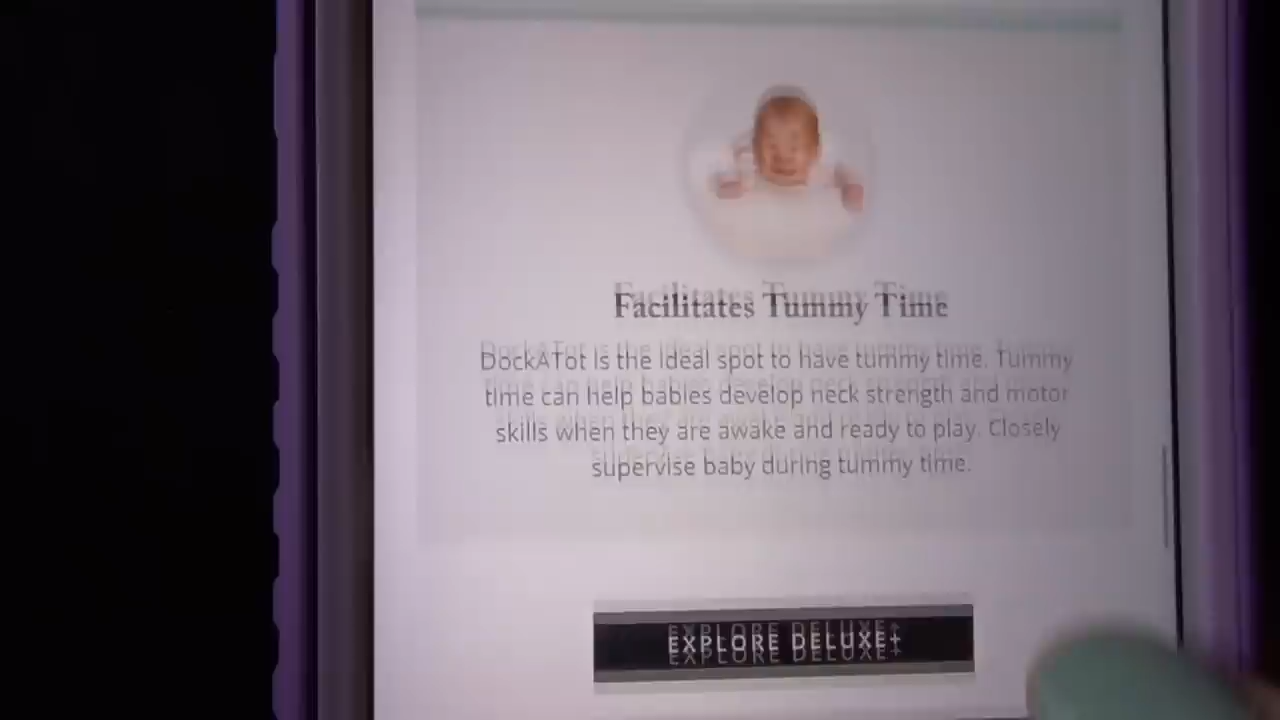 Facilitates Tummy Time
DockATot is the ideal spot to have tummy time. Tummy
time can help babies develop neck strength and motor
skills when they are awake and ready to play. Closely
supervise baby during tummy time.
EXPLORE DELUXE+